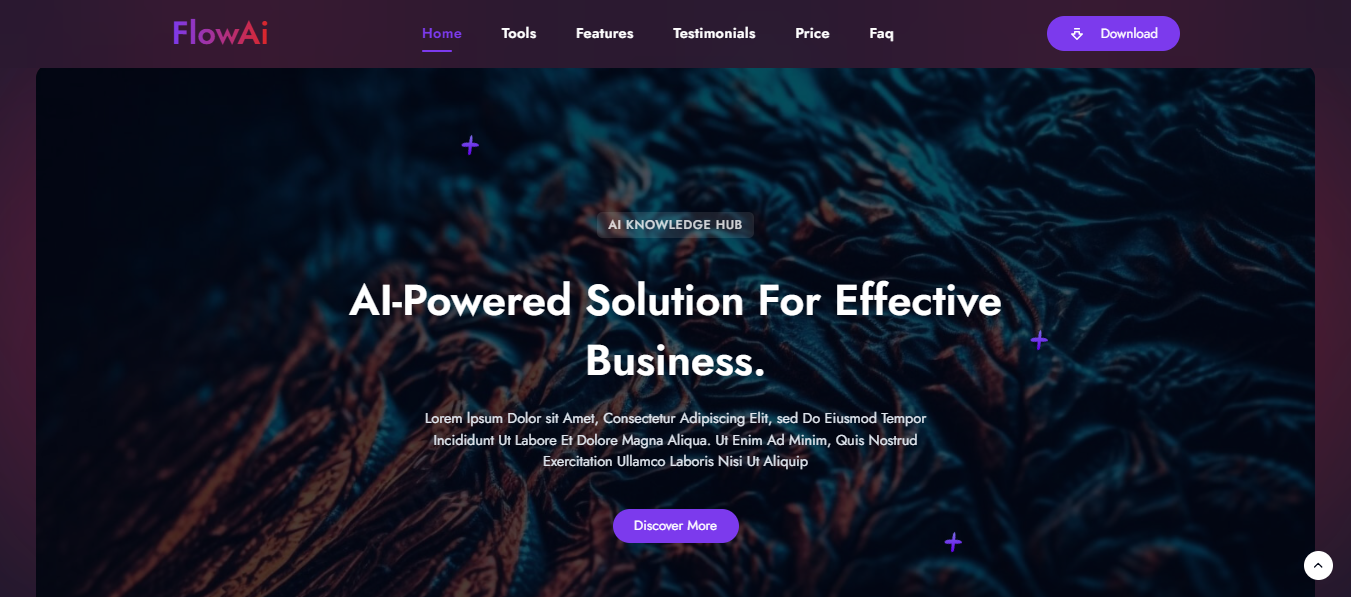 FlowAi
Home
Tools
Features
Testimonials
Price
Faq
Download
AI KNOWLEDGE HUB
AI-Powered Solution For Effective
Business.
Lorem Ipsum Dolor sit Amet, Consectetur Adipiscing Elit, sed Do Eiusmod Tempor
Incididunt Ut Labore Et Dolore Magna Aliqua. Ut Enim Ad Minim, Quis Nostrud
Exercitation Ullamco Laboris Nisi Ut Aliquip
Discover More